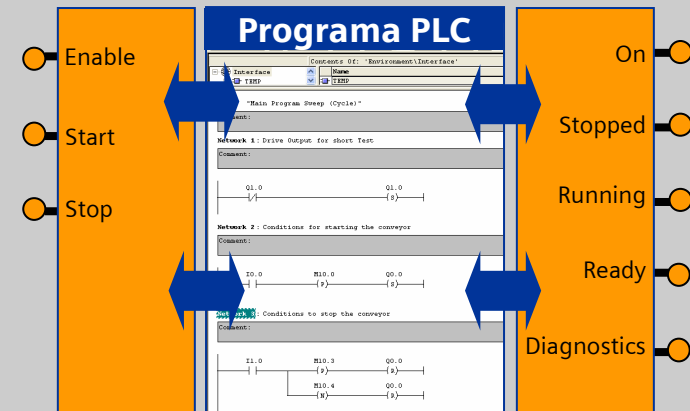 Programa PLC
Enable
Start
Stop
Contents Of: 'Environment\Interface'
Interface
Name
TEMP
TEMP
"Main Program Sweep (Cycle)"
Network 1: Drive Output for short Test
Comment:
Q1.0 Q1.0
(S)
Network 2: Conditions for starting the conveyor
Comment:
I0.0 M10.0 Q0.0
(P) (S)
Network 3: Conditions to stop the conveyor
Comment:
I1.0 M10.3 Q0.0
(P) (R)
M10.4 Q0.0
(N) (R)
On
Stopped
Running
Ready
Diagnostics